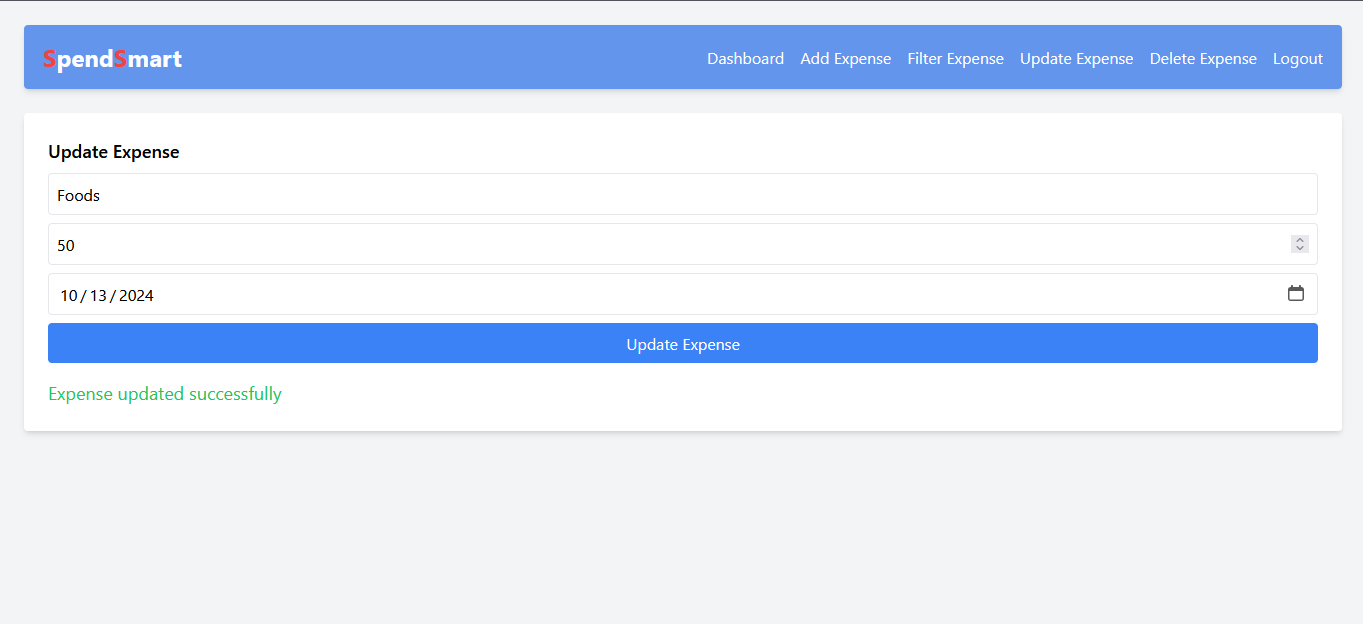 SpendSmart Dashboard Add Expense Filter Expense Update Expense Delete Expense Logout
Update Expense
Foods
50
10/13/2024
Update Expense
Expense updated successfully